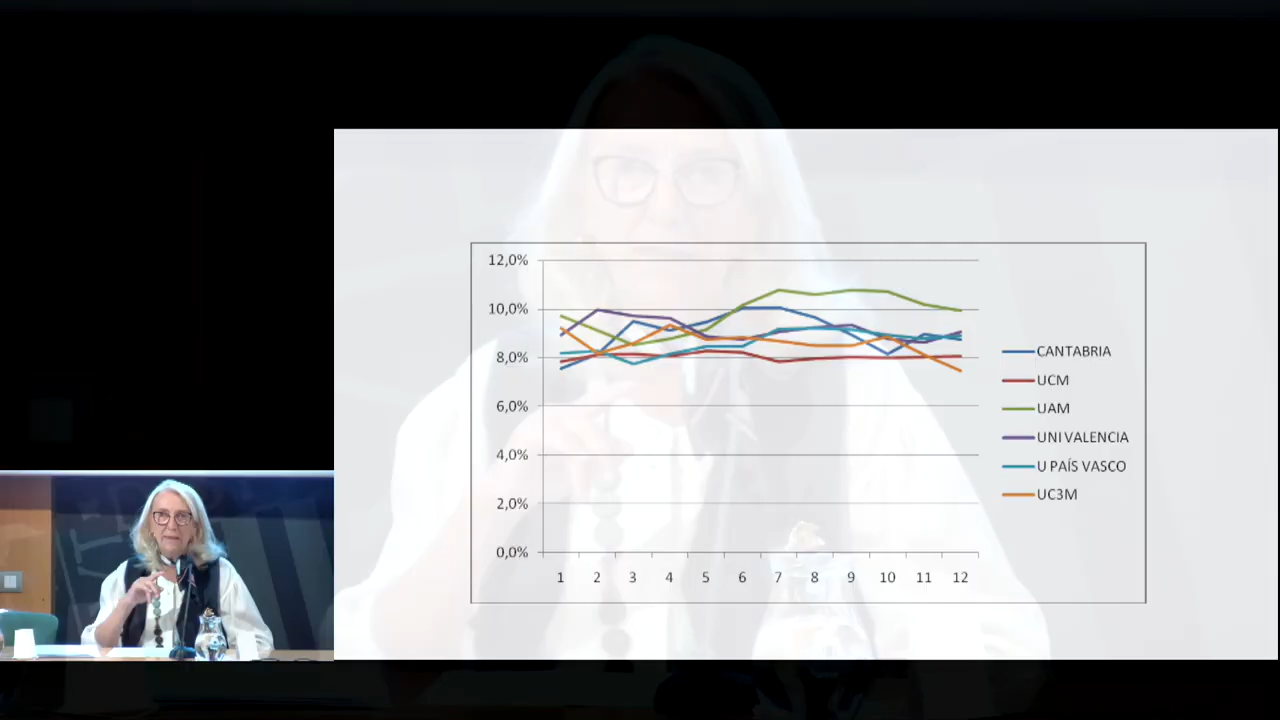 12,0%
10,0%
8,0%
6,0%
4,0%
2,0%
0,0%
1 2 3 4 5 6 7 8 9 10 11 12
CANTABRIA
UCM
UAM
UNI VALENCIA
U PAÍS VASCO
UC3M